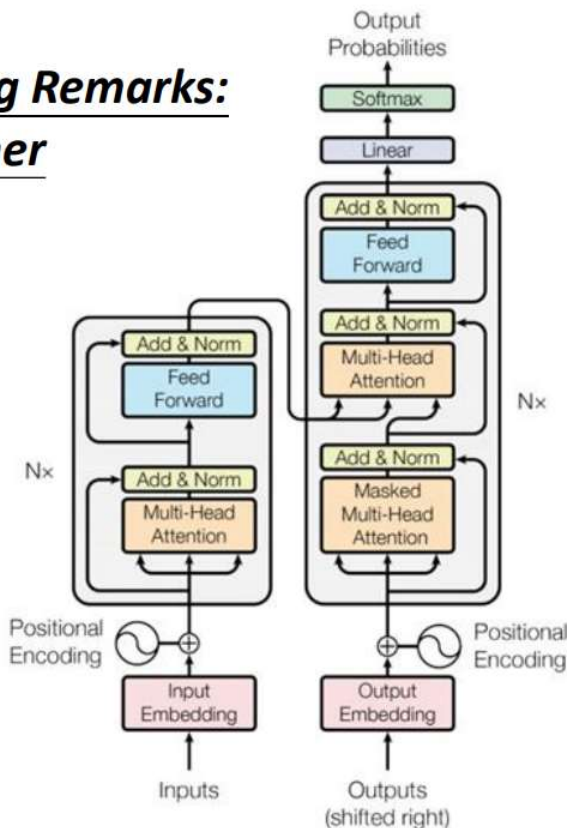 g Remarks:
er
Output
Probabilities
Softmax
Linear
Add & Norm
Feed
Forward
Add & Norm
Multi-Head
Attention
Nx
Add & Norm
Masked
Multi-Head
Attention
Positional
Encoding
Output
Embedding
Outputs
(shifted right)
Add & Norm
Feed
Forward
Nx
Add & Norm
Multi-Head
Attention
Positional
Encoding
Input
Embedding
Inputs